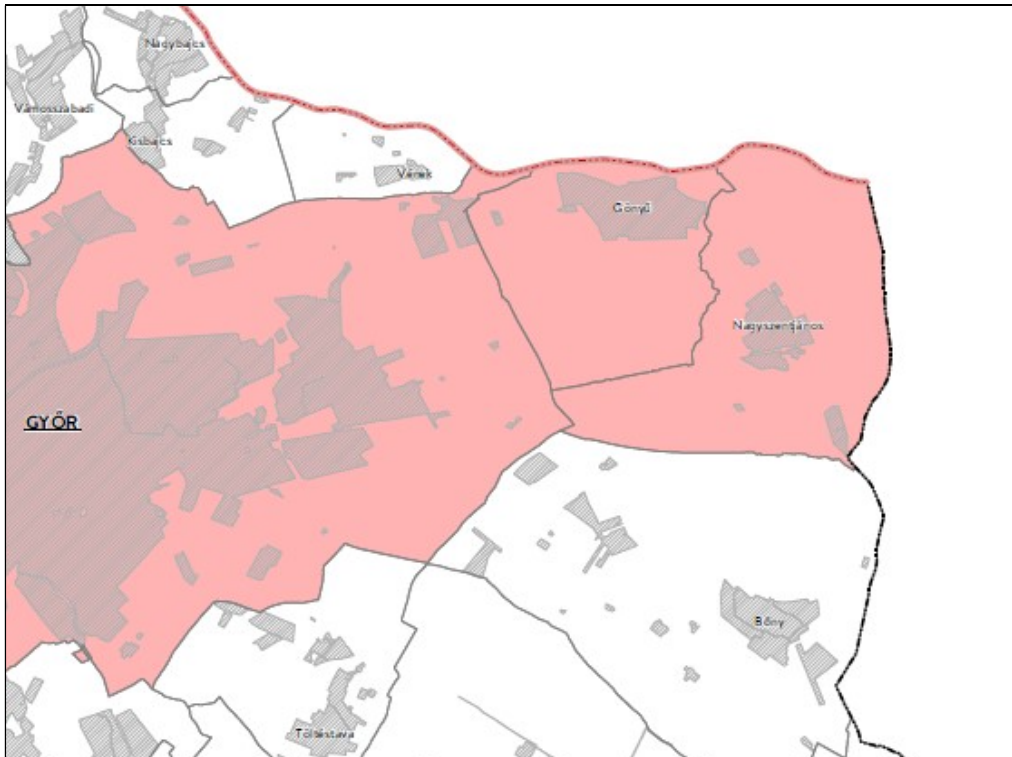 Nagybajcs
Vámosszabadi
Kisbajcs
Vének
Gönyű
Nagyszentjános
GYŐR
Bőny
Töltéstava